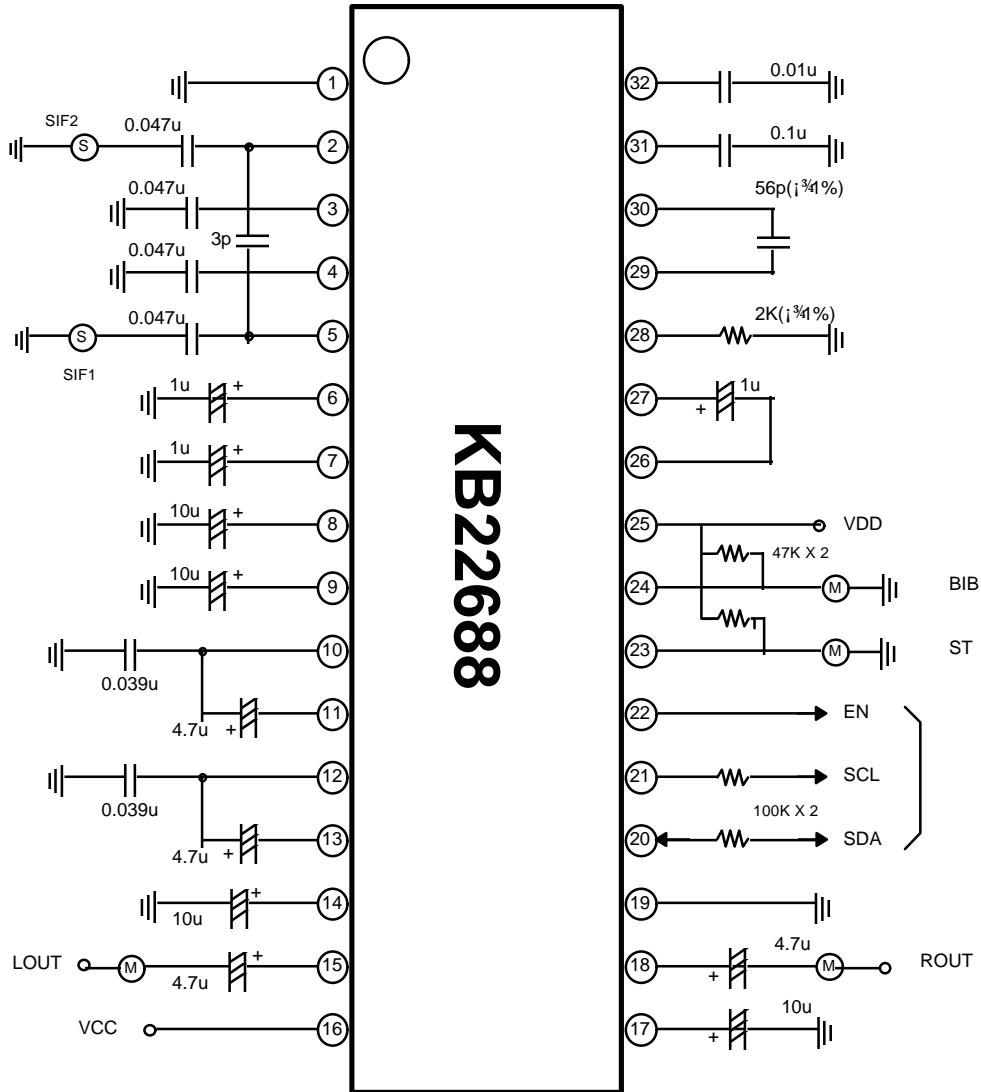 KB22688
1
32
0.01u
SIF2
S
0.047u
2
31
0.1u
0.047u
3
30
56p(¡¾1%)
3p
0.047u
4
29
S
SIF1
0.047u
5
28
2K(¡¾1%)
1u
+
6
27
+
1u
1u
+
7
26
10u
+
8
25
VDD
47K X 2
10u
+
9
24
M
BIB
0.039u
10
23
M
ST
4.7u
+
11
22
EN
0.039u
12
21
SCL
100K X 2
4.7u
+
13
20
SDA
10u
+
14
19
LOUT
M
4.7u
+
15
18
+
4.7u
M
ROUT
VCC
16
17
+
10u